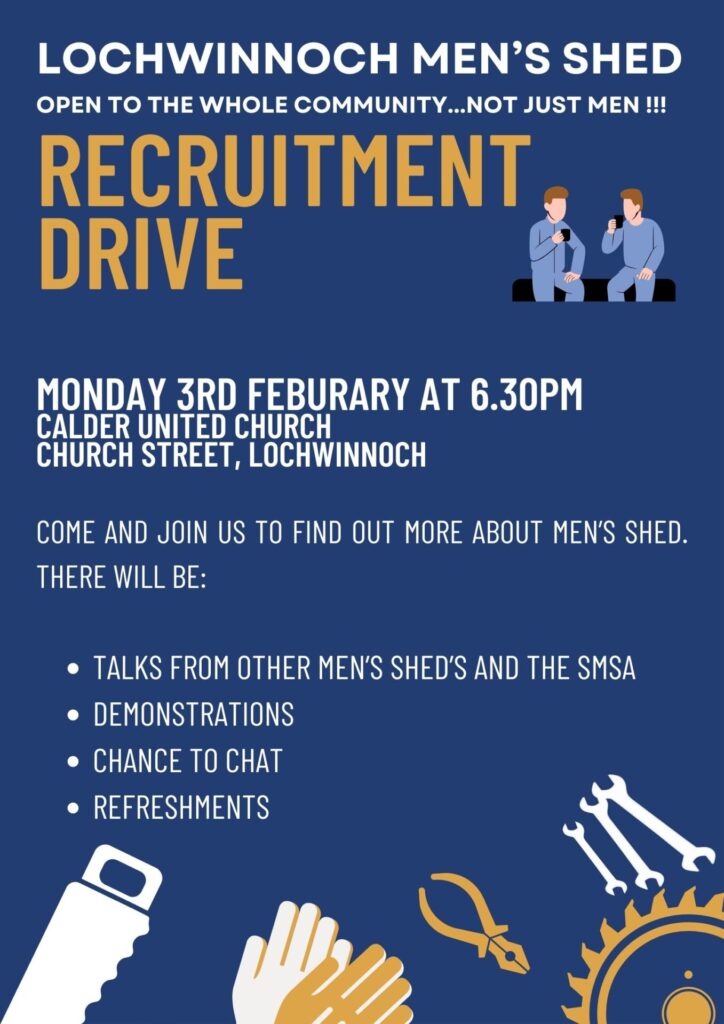 LOCHWINNOCH MEN'S SHED
OPEN TO THE WHOLE COMMUNITY...NOT JUST MEN !!!
RECRUITMENT
DRIVE
MONDAY 3RD FEBURARY AT 6.30PM
CALDER UNITED CHURCH
CHURCH STREET, LOCHWINNOCH
COME AND JOIN US TO FIND OUT MORE ABOUT MEN'S SHED.
THERE WILL BE:
• TALKS FROM OTHER MEN'S SHED'S AND THE SMSA
• DEMONSTRATIONS
• CHANCE TO CHAT
• REFRESHMENTS